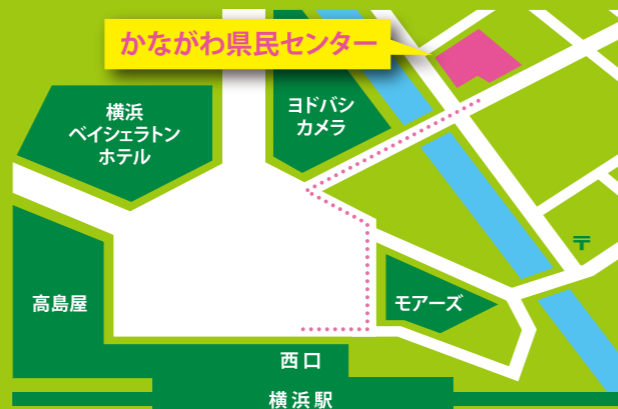 かながわ県民センター
ヨドバシ
カメラ
横浜
ベイシェラトン
ホテル
〒
高島屋
モアーズ
西口
横浜駅